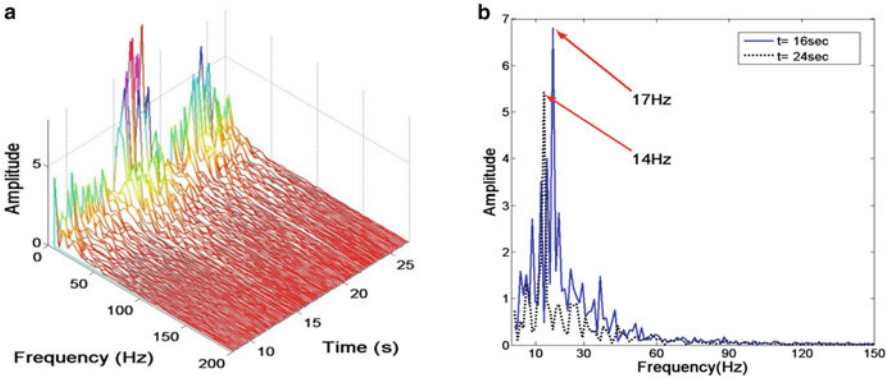 a
Amplitude
5
0
0
50
100
150
200
Frequency (Hz)
10
15
20
25
Time (s)
b
7
6
5
4
3
2
1
0
Amplitude
t= 16sec
t= 24sec
17Hz
14Hz
10
30
60
90
120
150
Frequency(Hz)